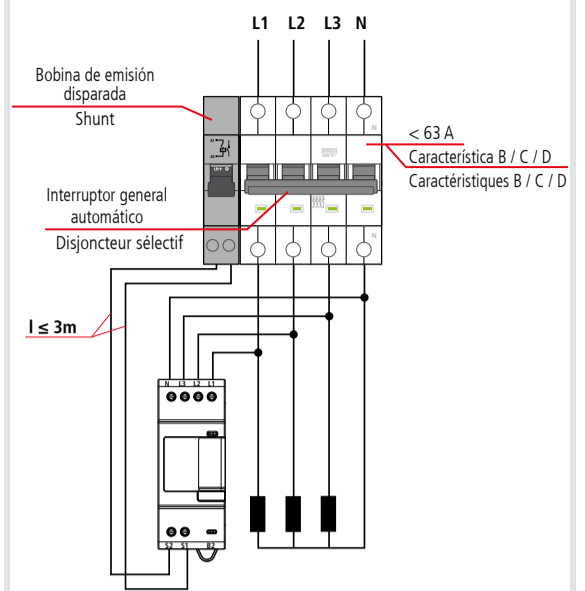 L1 L2 L3 N
Bobina de emisión
disparada
Shunt
< 63 A
Característica B / C / D
Caractéristiques B / C / D
Interruptor general
automático
Disjoncteur sélectif
N
N
l ≤ 3m
N L3 L2 L1
S2 S1 B2